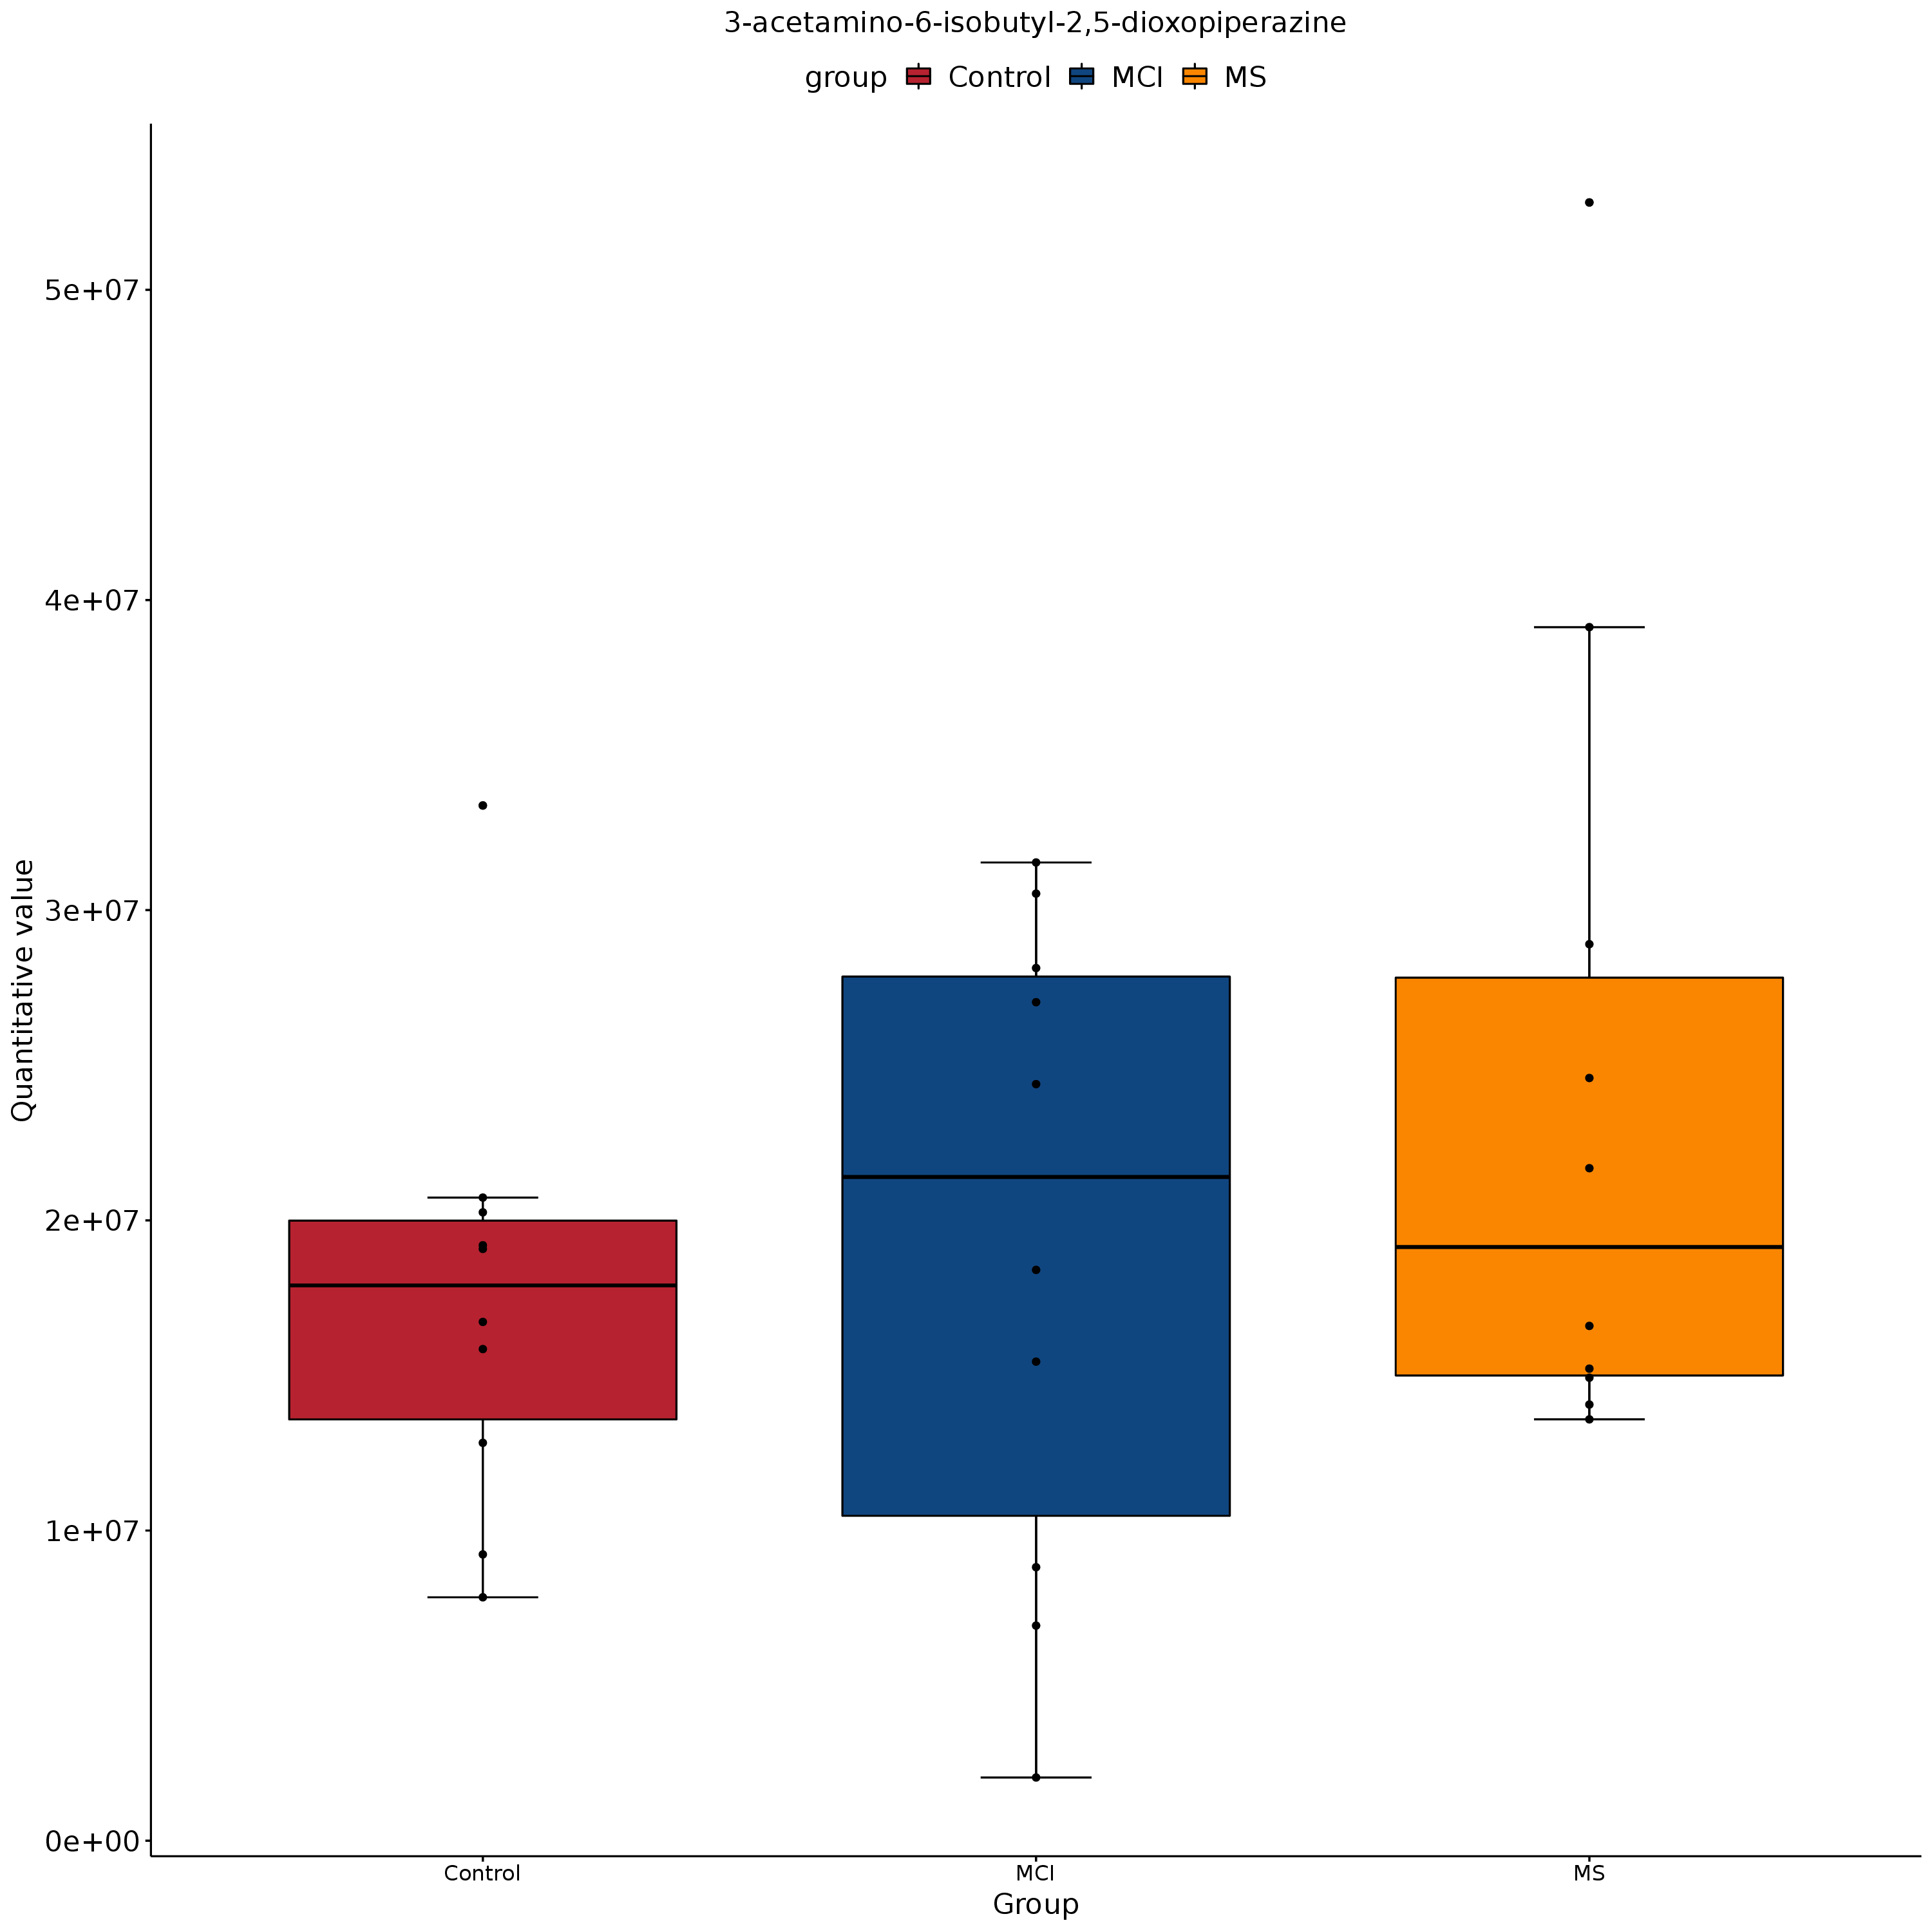 3-acetamino-6-isobutyl-2,5-dioxopiperazine
group Control MCI MS
Quantitative value
5e+07
4e+07
3e+07
2e+07
1e+07
0e+00
Control MCI MS
Group